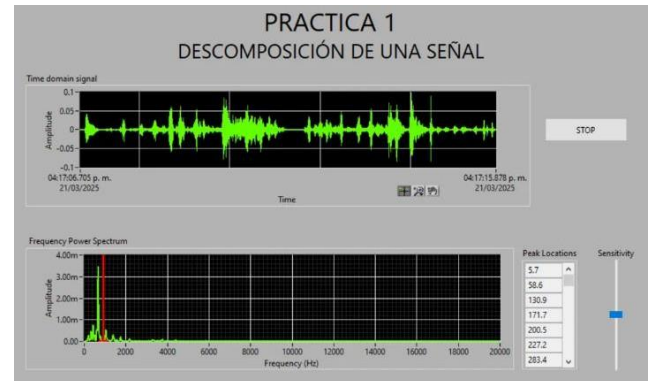 PRACTICA 1
DESCOMPOSICIÓN DE UNA SEÑAL
Time domain signal
Amplitude
0.1
0.05
0
-0.05
-0.1
04:17:06.705 p. m.
21/03/2025
04:17:15.878 p. m.
21/03/2025
Time
STOP
Frequency Power Spectrum
Amplitude
4.00m
3.00m
2.00m
1.00m
0.00
0 2000 4000 6000 8000 10000 12000 14000 16000 18000 20000
Frequency (Hz)
Peak Locations
5.7
58.6
130.9
171.7
200.5
227.2
283.4
Sensitivity